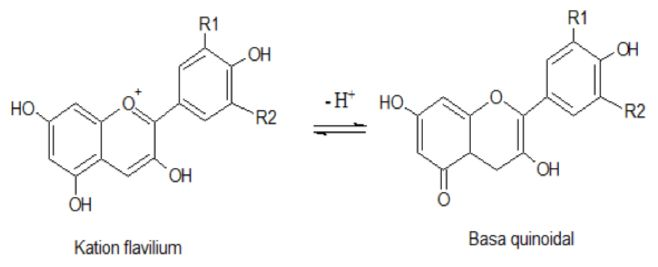 R1
OH
HO
O+
R2
OH
OH
Kation flavilium
- H+
R1
OH
HO
O
R2
OH
O
Basa quinoidal